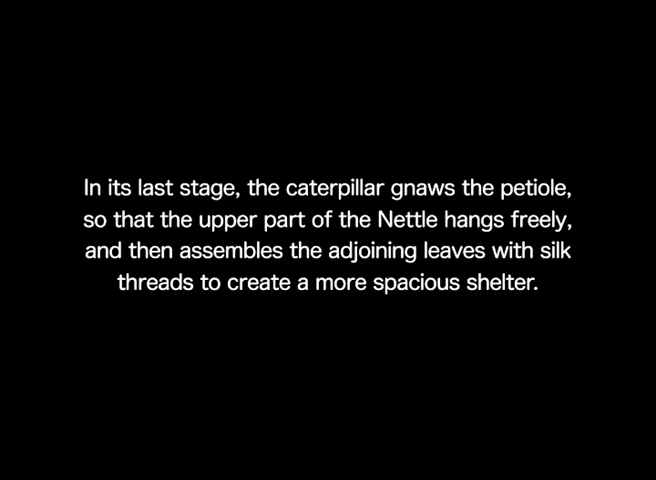 In its last stage, the caterpillar gnaws the petiole,
so that the upper part of the Nettle hangs freely,
and then assembles the adjoining leaves with silk
threads to create a more spacious shelter.